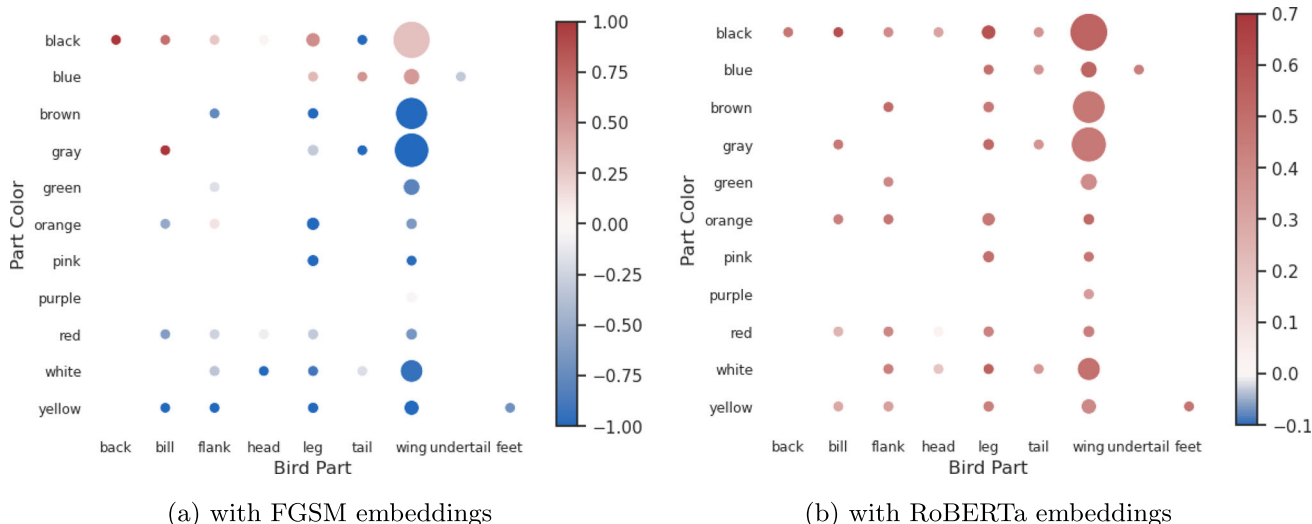 black
blue
brown
gray
green
orange
pink
purple
red
white
yellow
Part Color
back bill flank head leg tail wing undertail feet
Bird Part
1.00
0.75
0.50
0.25
0.00
−0.25
−0.50
−0.75
−1.00
(a) with FGSM embeddings
black
blue
brown
gray
green
orange
pink
purple
red
white
yellow
Part Color
back bill flank head leg tail wing undertail feet
Bird Part
0.7
0.6
0.5
0.4
0.3
0.2
0.1
0.0
−0.1
(b) with RoBERTa embeddings